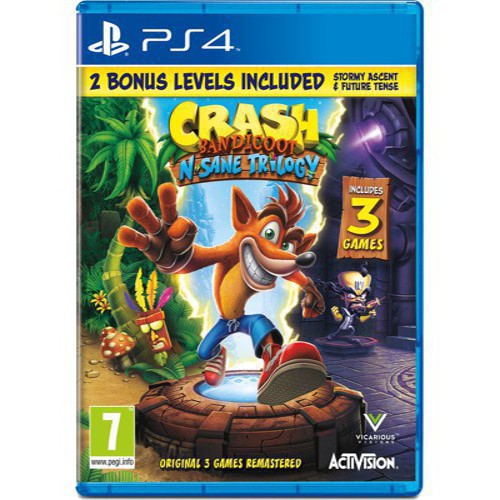 PS4
2 BONUS LEVELS INCLUDED
STORMY ASCENT
& FUTURE TENSE
CRASH
BANDICOOT
N. SANE TRILOGY
INCLUDES
3
GAMES
7
www.pegi.info
ORIGINAL 3 GAMES REMASTERED
VICARIOUS
VISIONS
ACTIVISION.